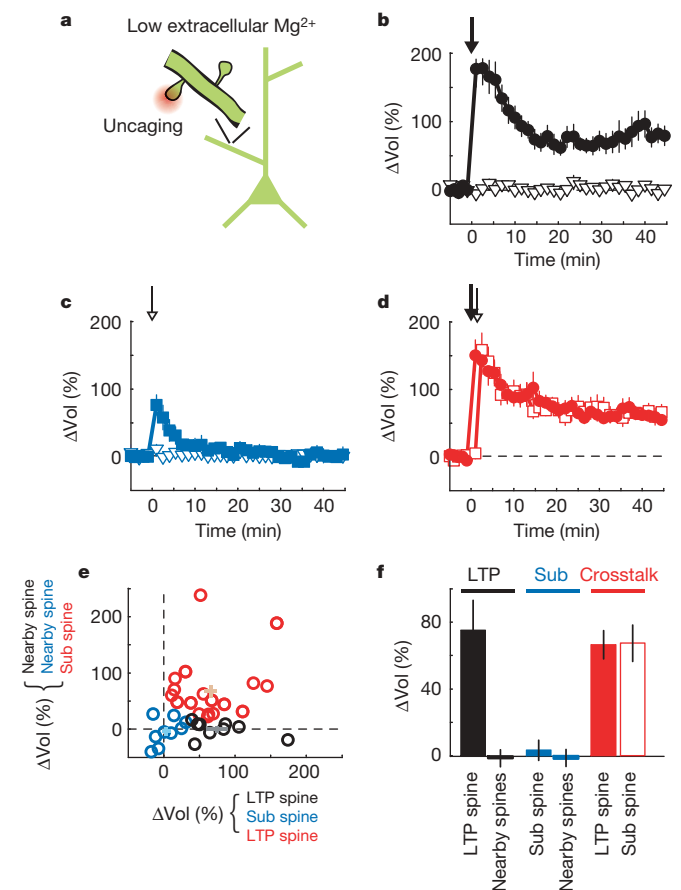 a
Low extracellular Mg²⁺
Uncaging
b
200
100
0
ΔVol (%)
0 10 20 30 40
Time (min)
c
200
100
0
ΔVol (%)
0 10 20 30 40
Time (min)
d
200
100
0
ΔVol (%)
0 10 20 30 40
Time (min)
e
Nearby spine
Nearby spine
Sub spine
ΔVol (%)
200
100
0
0 100 200
ΔVol (%)
LTP spine
Sub spine
LTP spine
f
LTP Sub Crosstalk
80
40
0
ΔVol (%)
LTP spine
Nearby spines
Sub spine
Nearby spines
LTP spine
Sub spine